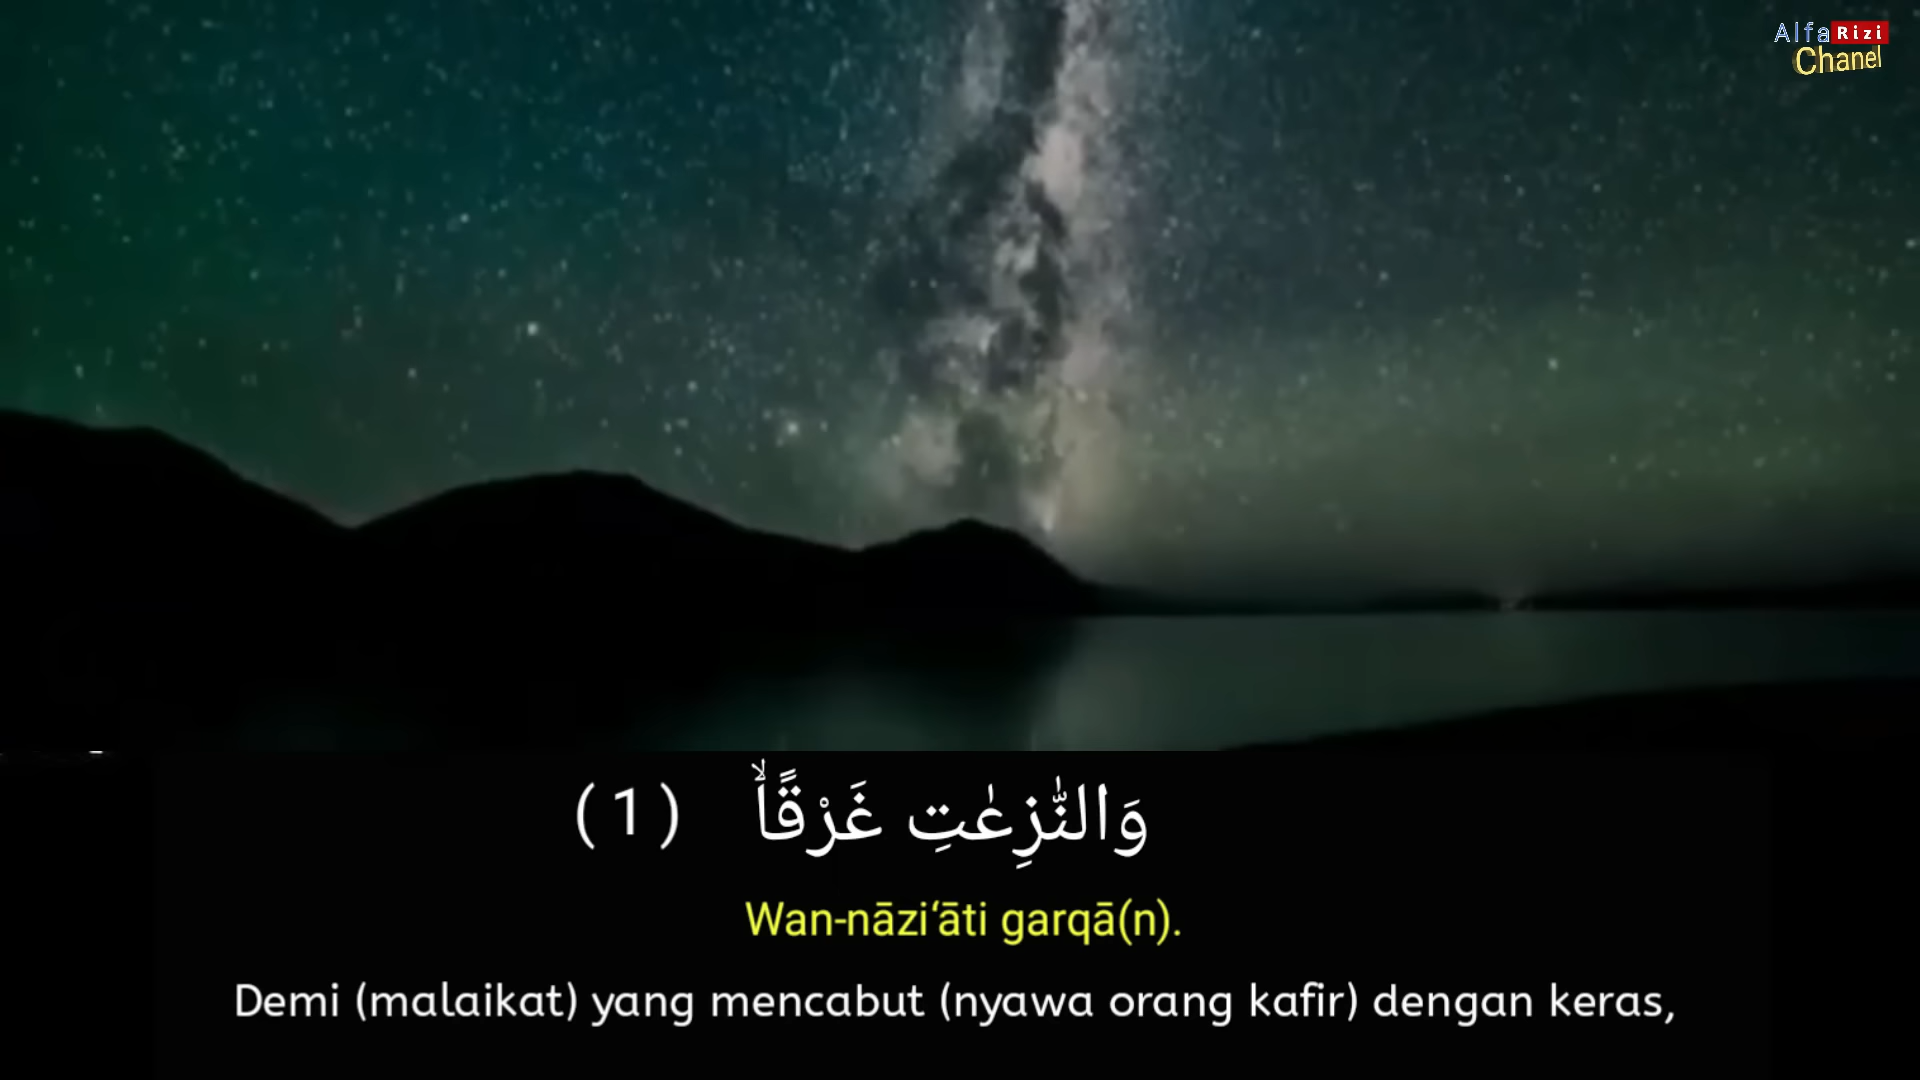 Alfa Rizi
Chanel
وَالنّٰزِعٰتِ غَرْقًاۙ (1)
Wan-nāzi‘āti garqā(n).
Demi (malaikat) yang mencabut (nyawa orang kafir) dengan keras,